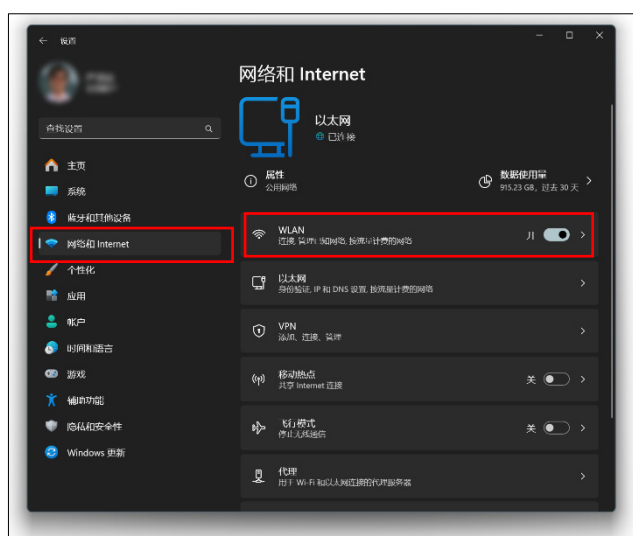 设置
网络和 Internet
以太网
已连接
查找设置
属性
公用网络
数据使用量
915.23 GB，过去 30 天
主页
系统
蓝牙和其他设备
网络和 Internet
个性化
应用
帐户
时间和语言
游戏
辅助功能
隐私和安全性
Windows 更新
WLAN
连接, 管理已知网络, 按流量计费的网络
开
以太网
身份验证, IP 和 DNS 设置, 按流量计费的网络
VPN
添加、连接、管理
移动热点
共享 Internet 连接
关
飞行模式
停止无线通信
关
代理
用于 Wi-Fi 和以太网连接的代理服务器